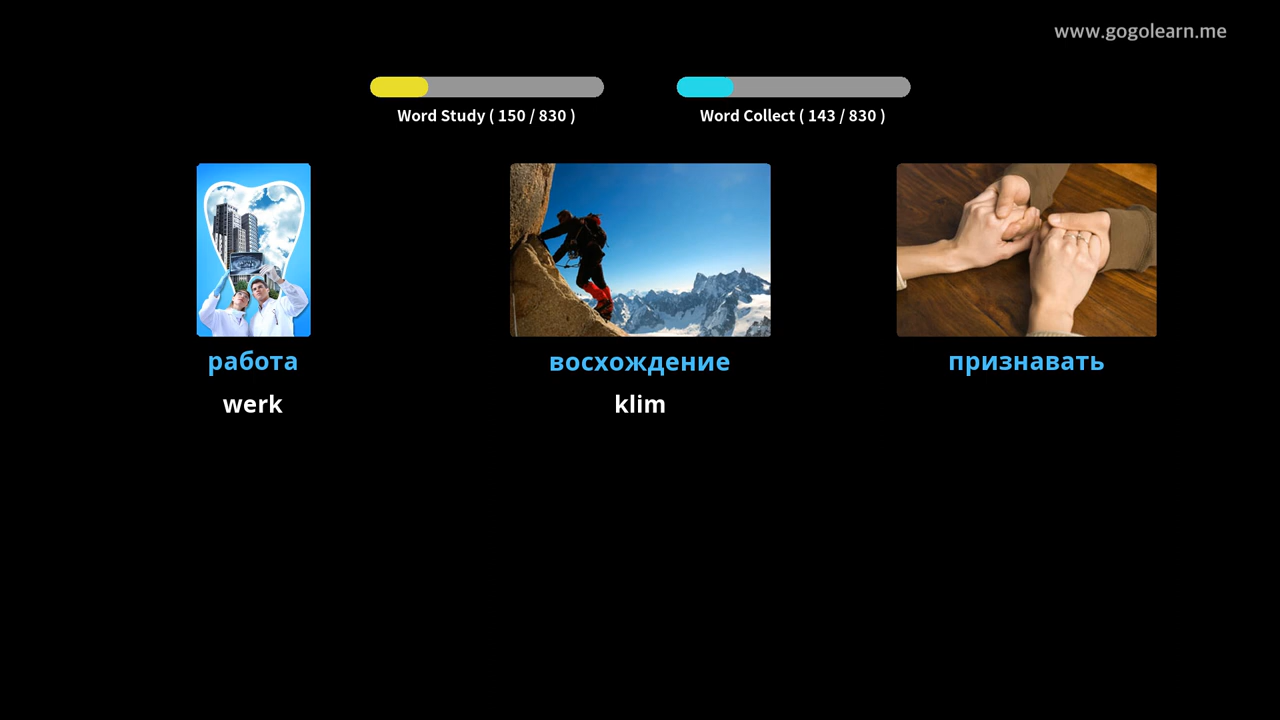 www.gogolearn.me
Word Study ( 150 / 830 )
Word Collect ( 143 / 830 )
работа
восхождение
признавать
werk
klim